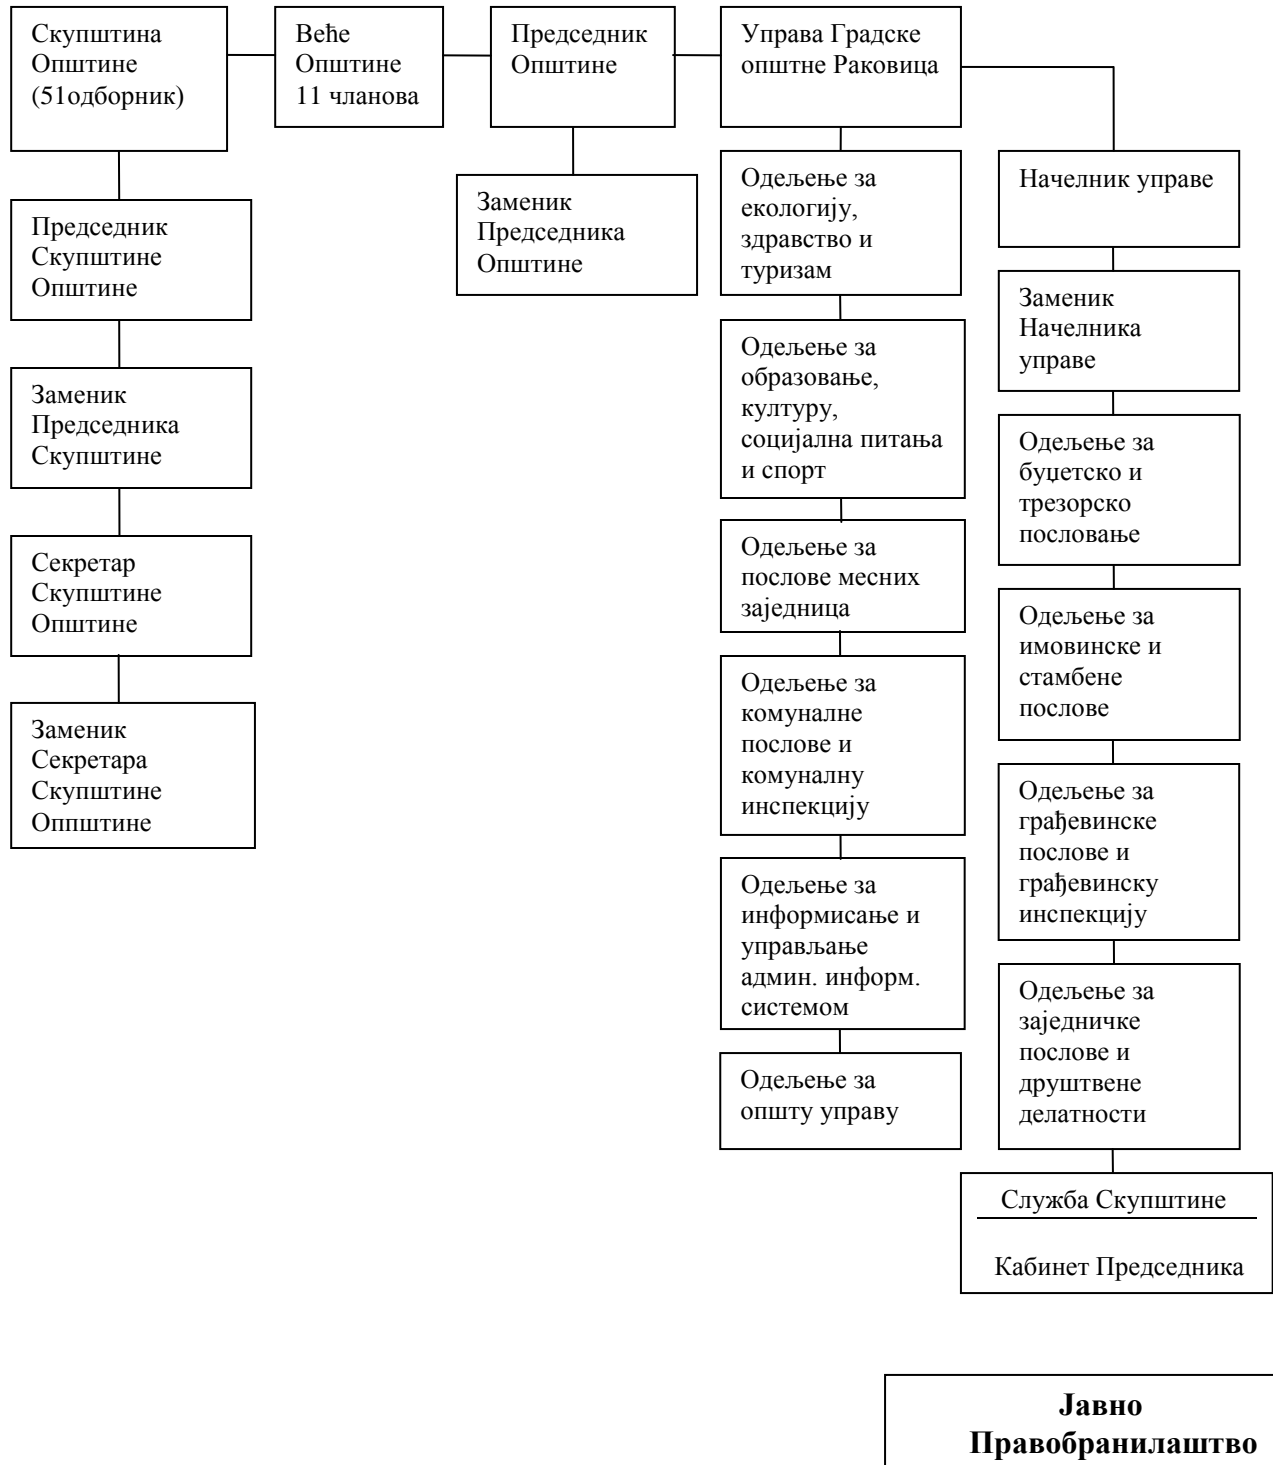 Скупштина
Општине
(51одборник)
Веће
Општине
11 чланова
Председник
Општине
Управа Градске
општне Раковица
Председник
Скупштине
Општине
Заменик
Председника
Скупштине
Секретар
Скупштине
Општине
Заменик
Секретара
Скупштине
Оппштине
Заменик
Председника
Општине
Одељење за
екологију,
здравство и
туризам
Одељење за
образовање,
културу,
социјална питања
и спорт
Одељење за
послове месних
заједница
Одељење за
комуналне
послове и
комуналну
инспекцију
Одељење за
информисање и
управљање
админ. информ.
системом
Одељење за
општу управу
Начелник управе
Заменик
Начелника
управе
Одељење за
буџетско и
трезорско
пословање
Одељење за
имовинске и
стамбене
послове
Одељење за
грађевинске
послове и
грађевинску
инспекцију
Одељење за
заједничке
послове и
друштвене
делатности
Служба Скупштине
Кабинет Председника
Јавно
Правобранилаштво